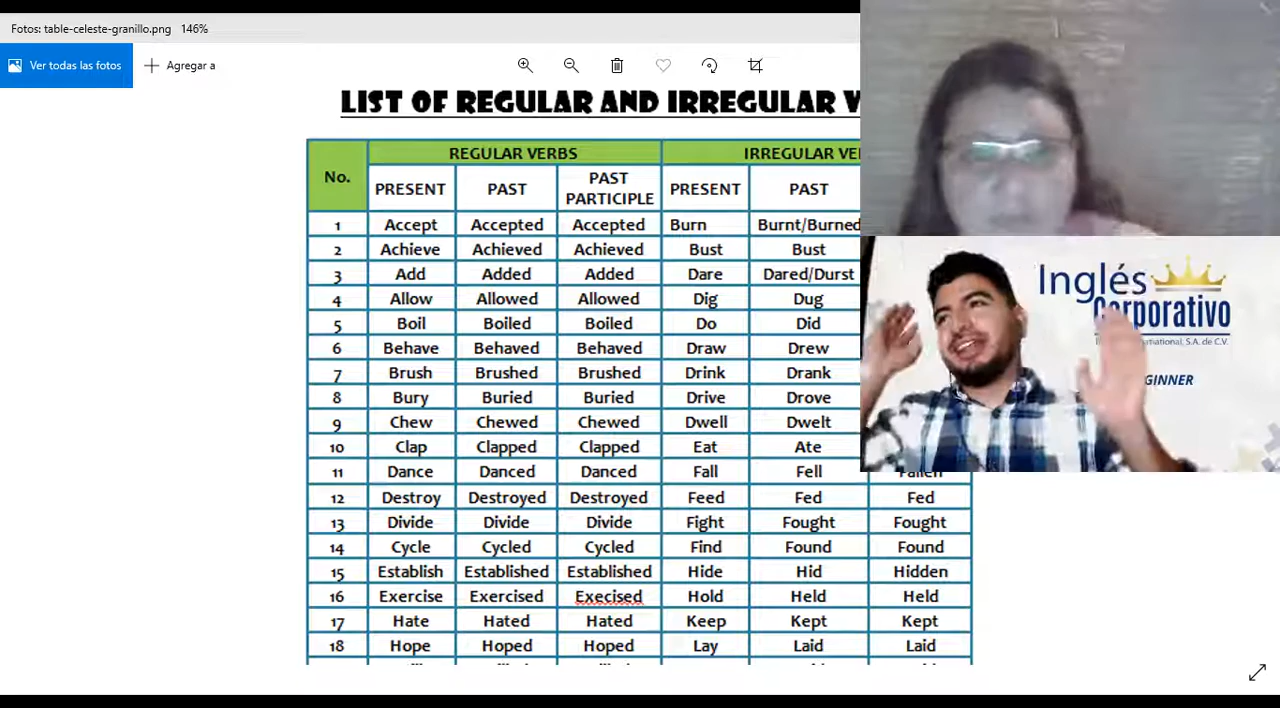 Fotos: table-celeste-granillo.png 146%
Ver todas las fotos Agregar a
LIST OF REGULAR AND IRREGULAR
No. REGULAR VERBS IRREGULAR
PRESENT PAST PAST PARTICIPLE PRESENT PAST
1 Accept Accepted Accepted Burn Burnt/Burned
2 Achieve Achieved Achieved Bust Bust
3 Add Added Added Dare Dared/Durst
4 Allow Allowed Allowed Dig Dug
5 Boil Boiled Boiled Do Did
6 Behave Behaved Behaved Draw Drew
7 Brush Brushed Brushed Drink Drank
8 Bury Buried Buried Drive Drove
9 Chew Chewed Chewed Dwell Dwelt
10 Clap Clapped Clapped Eat Ate
11 Dance Danced Danced Fall Fell Fallen
12 Destroy Destroyed Destroyed Feed Fed Fed
13 Divide Divide Divide Fight Fought Fought
14 Cycle Cycled Cycled Find Found Found
15 Establish Established Established Hide Hid Hidden
16 Exercise Exercised Execised Hold Held Held
17 Hate Hated Hated Keep Kept Kept
18 Hope Hoped Hoped Lay Laid Laid
Inglés
Corporativo
S.A. de C.V.
GINNER